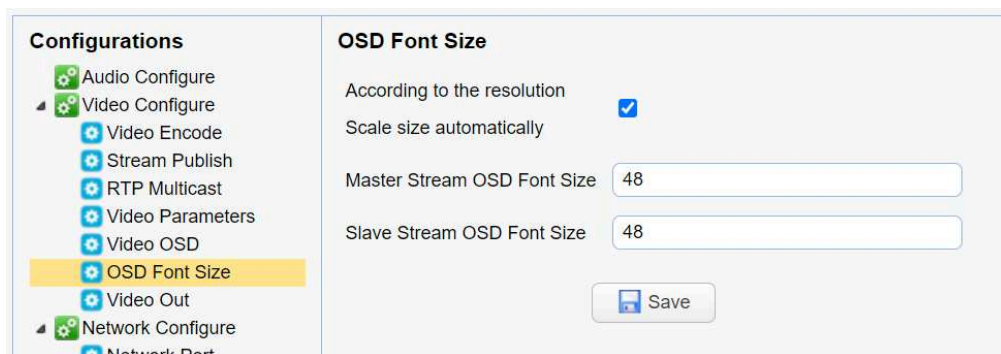 Configurations
Audio Configure
Video Configure
Video Encode
Stream Publish
RTP Multicast
Video Parameters
Video OSD
OSD Font Size
Video Out
Network Configure
Network Port
OSD Font Size
According to the resolution
Scale size automatically
Master Stream OSD Font Size 48
Slave Stream OSD Font Size 48
Save